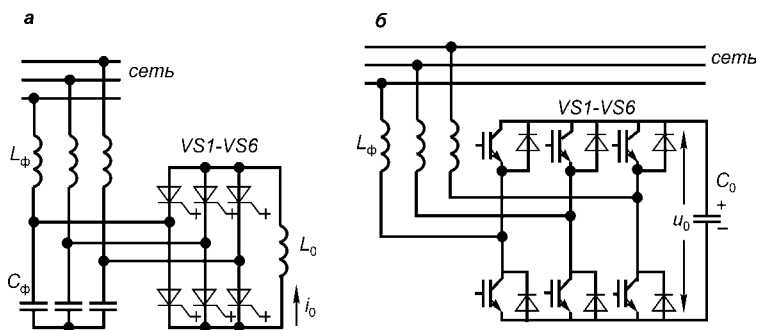 а
сеть
VS1-VS6
Lф
L0
Cф
i0
б
сеть
VS1-VS6
Lф
C0
+
u0
–